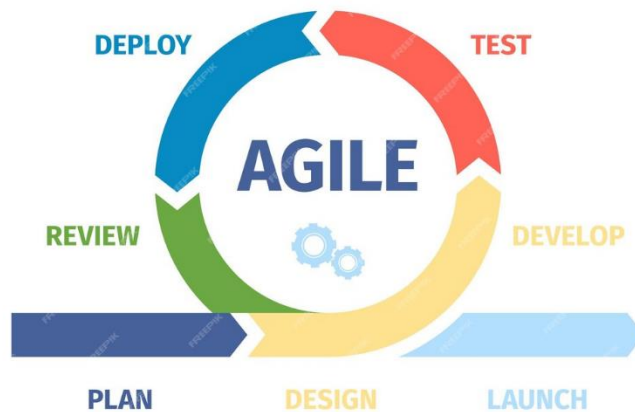 DEPLOY
TEST
AGILE
REVIEW
DEVELOP
PLAN
DESIGN
LAUNCH